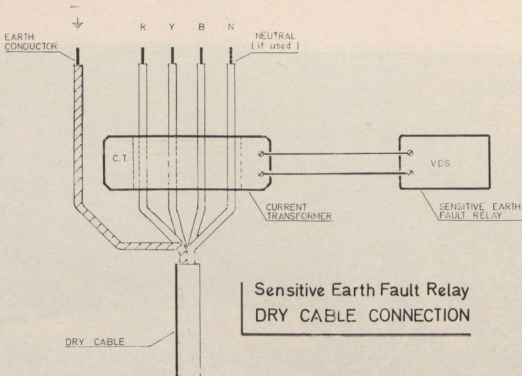 EARTH
CONDUCTOR
R Y B N
NEUTRAL
(if used)
C.T.
VDS
CURRENT
TRANSFORMER
SENSITIVE EARTH
FAULT RELAY
Sensitive Earth Fault Relay
DRY CABLE CONNECTION
DRY CABLE